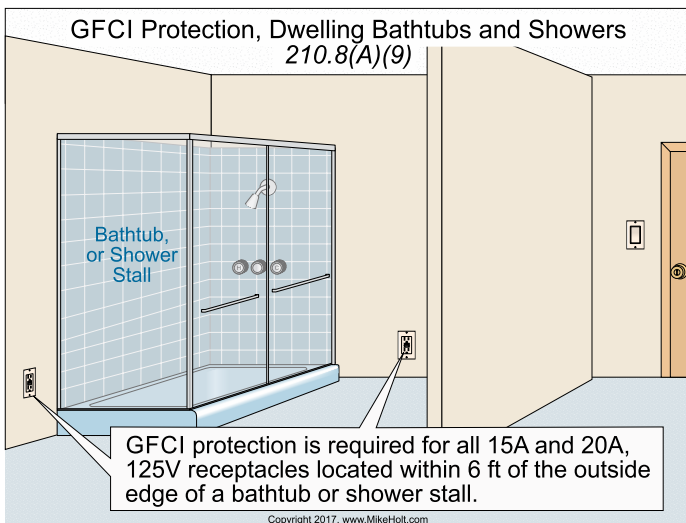 GFCI Protection, Dwelling Bathtubs and Showers
210.8(A)(9)
Bathtub,
or Shower
Stall
GFCI protection is required for all 15A and 20A,
125V receptacles located within 6 ft of the outside
edge of a bathtub or shower stall.
Copyright 2017, www.MikeHolt.com